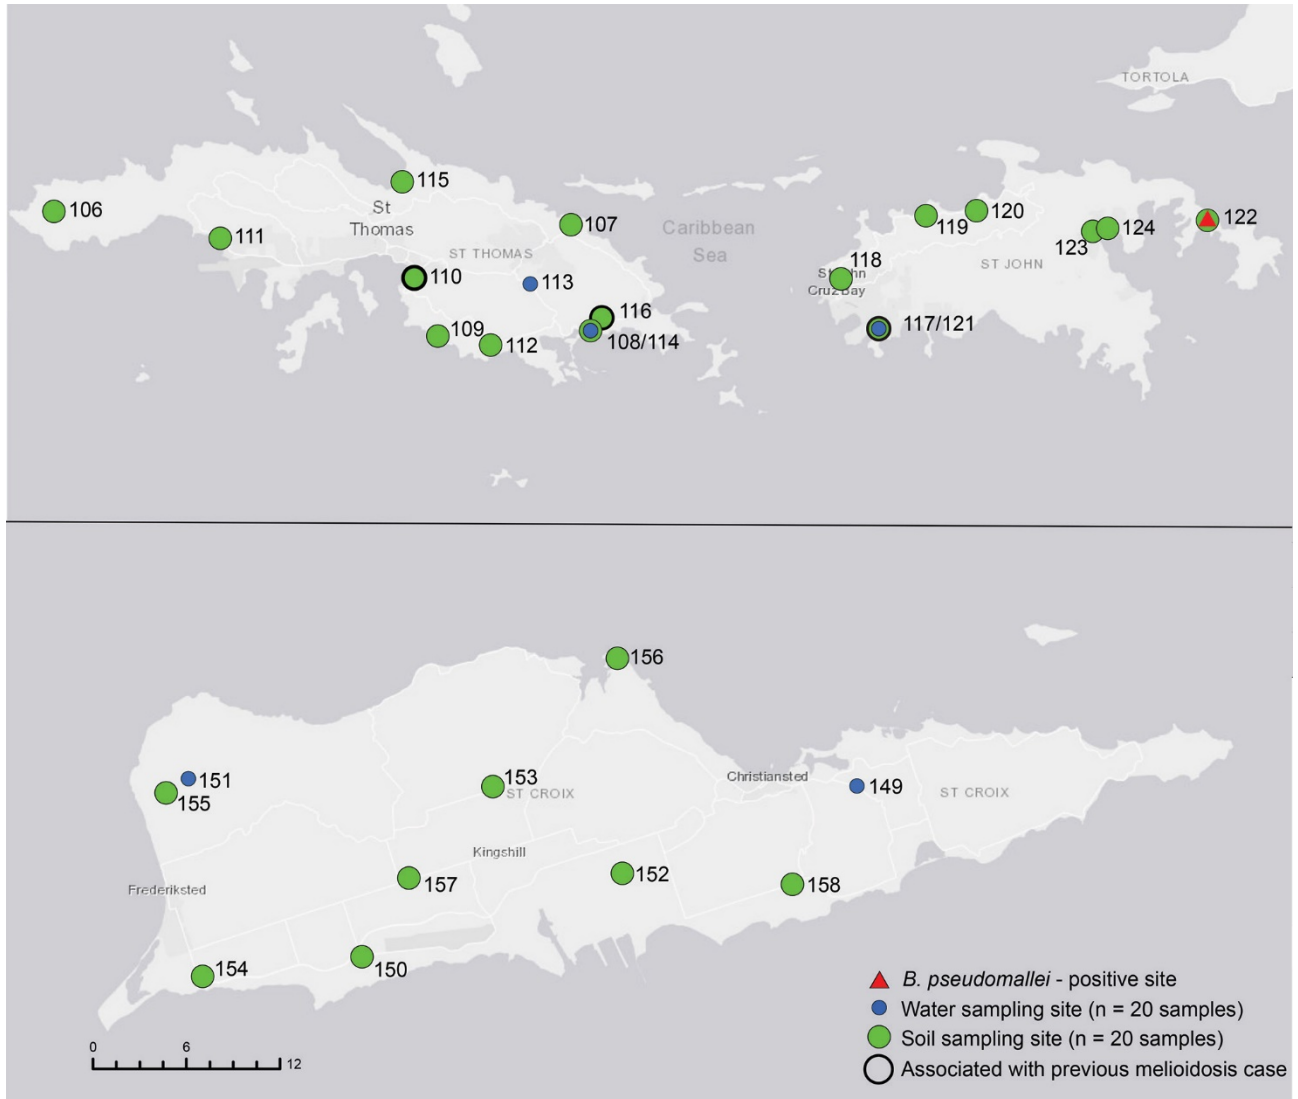 TORTOLA
115
106
St
Thomas
111
107
Caribbean
Sea
ST THOMAS
110
113
109
112
116
108/114
119
120
123
124
122
118
ST JOHN
St John
Cruz Bay
117/121
156
151
155
153
ST CROIX
Christiansted
149
ST CROIX
Kingshill
157
152
158
Frederiksted
154
150
B. pseudomallei - positive site
Water sampling site (n = 20 samples)
Soil sampling site (n = 20 samples)
Associated with previous melioidosis case
0 6 12